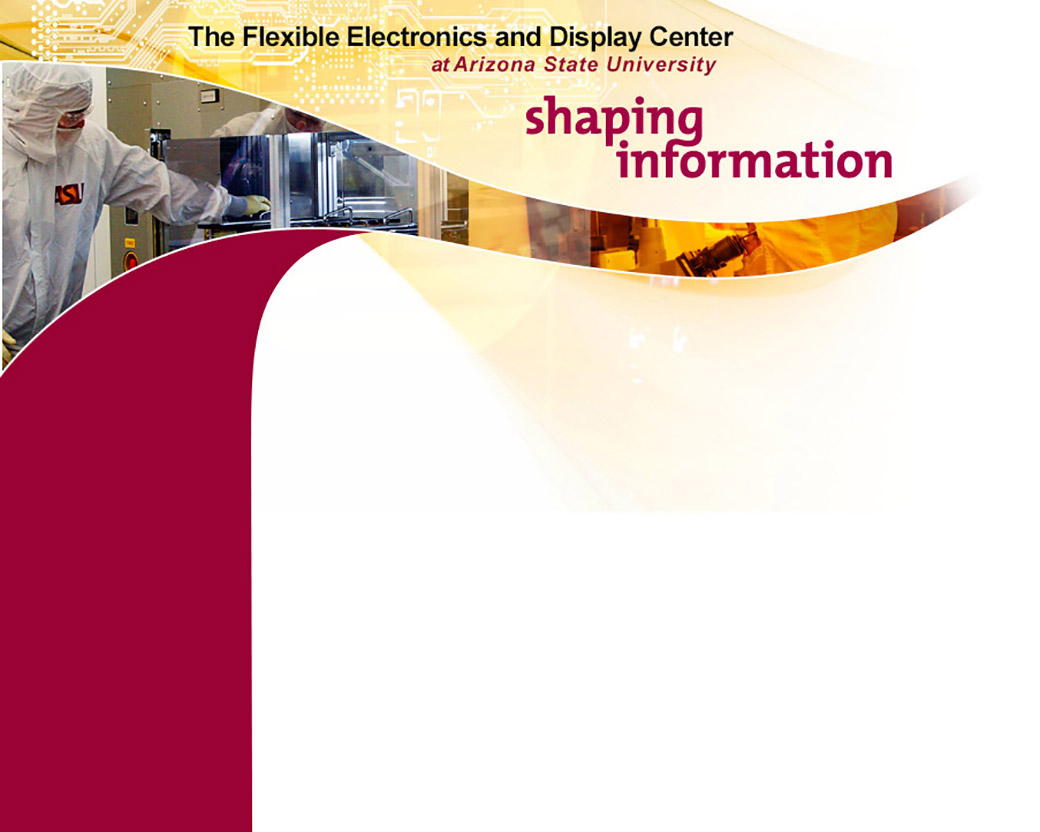 The Flexible Electronics and Display Center
at Arizona State University
shaping
information
ASU